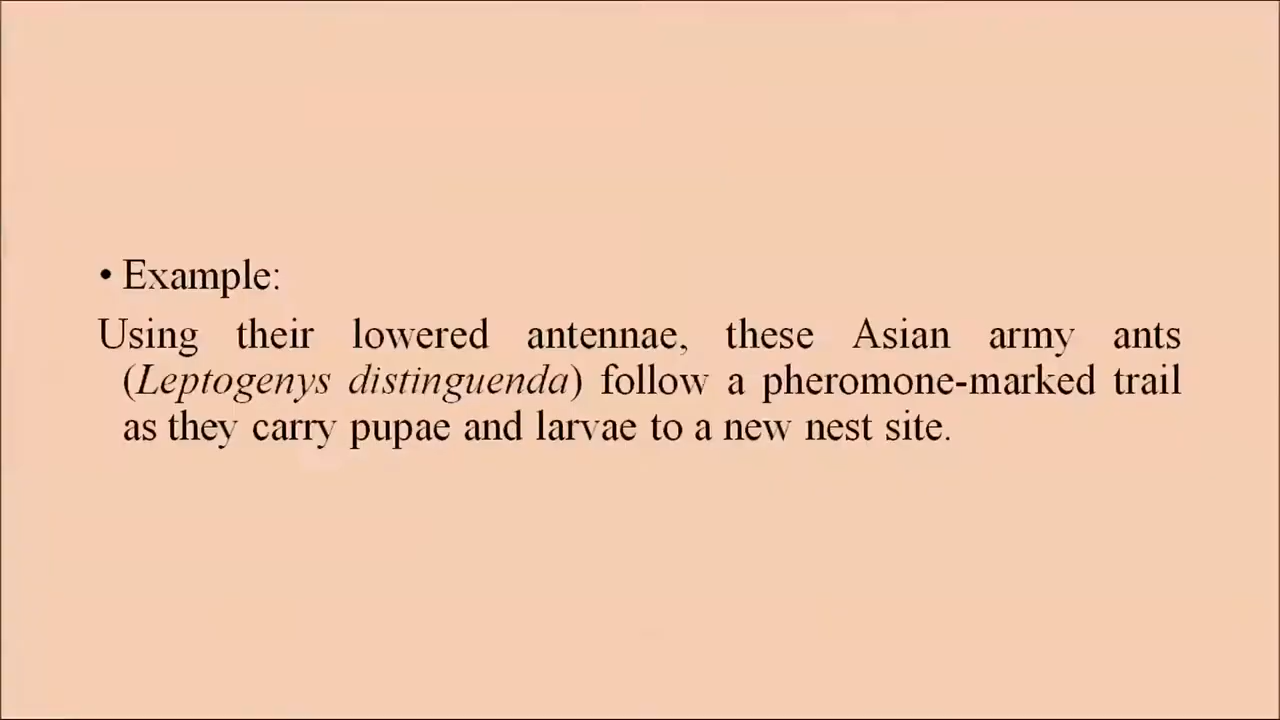 • Example:
Using their lowered antennae, these Asian army ants
(Leptogenys distinguenda) follow a pheromone-marked trail
as they carry pupae and larvae to a new nest site.